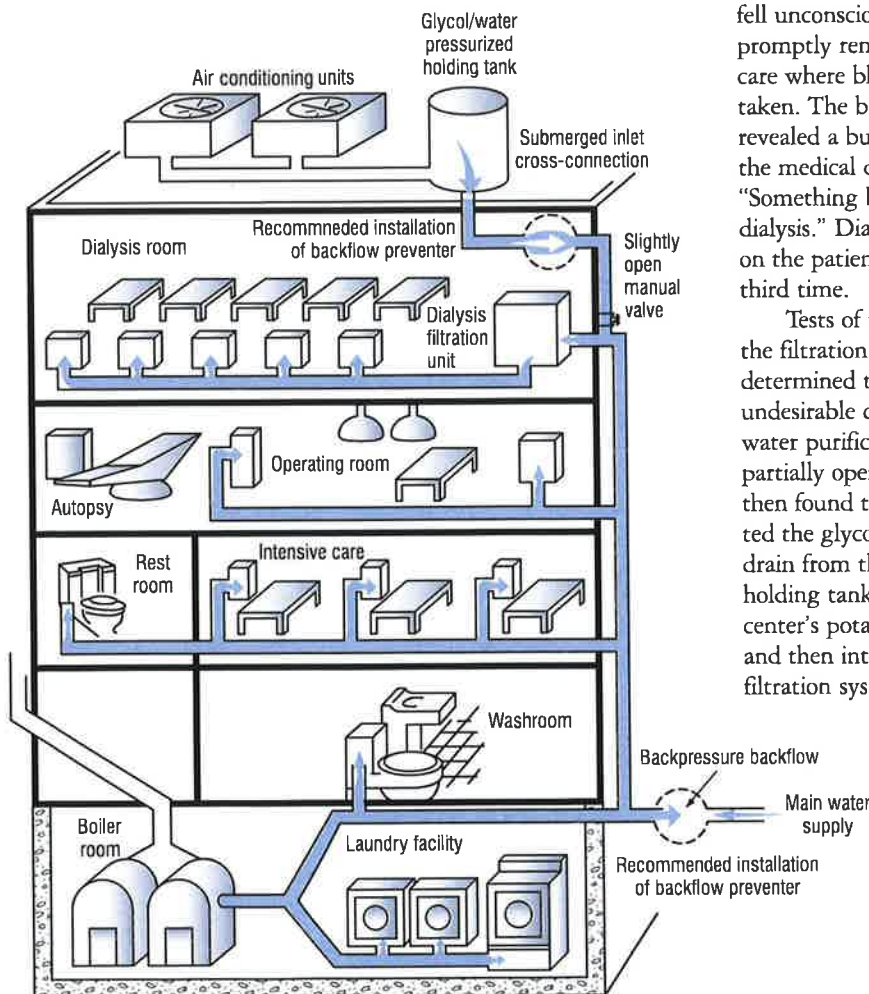 Glycol/water
pressurized
holding tank
Air conditioning units
Submerged inlet
cross-connection
Recommneded installation
of backflow preventer
Dialysis room
Slightly
open
manual
valve
Dialysis
filtration
unit
Operating room
Autopsy
Rest
room
Intensive care
Washroom
Backpressure backflow
Main water
supply
Boiler
room
Laundry facility
Recommended installation
of backflow preventer
fell unconscio
promptly ren
care where bl
taken. The b
revealed a bu
the medical c
"Something l
dialysis." Dia
on the patien
third time.
Tests of
the filtration
determined t
undesirable c
water purific
partially oper
then found t
ted the glyco
drain from th
holding tank
center's pota
and then int
filtration sys